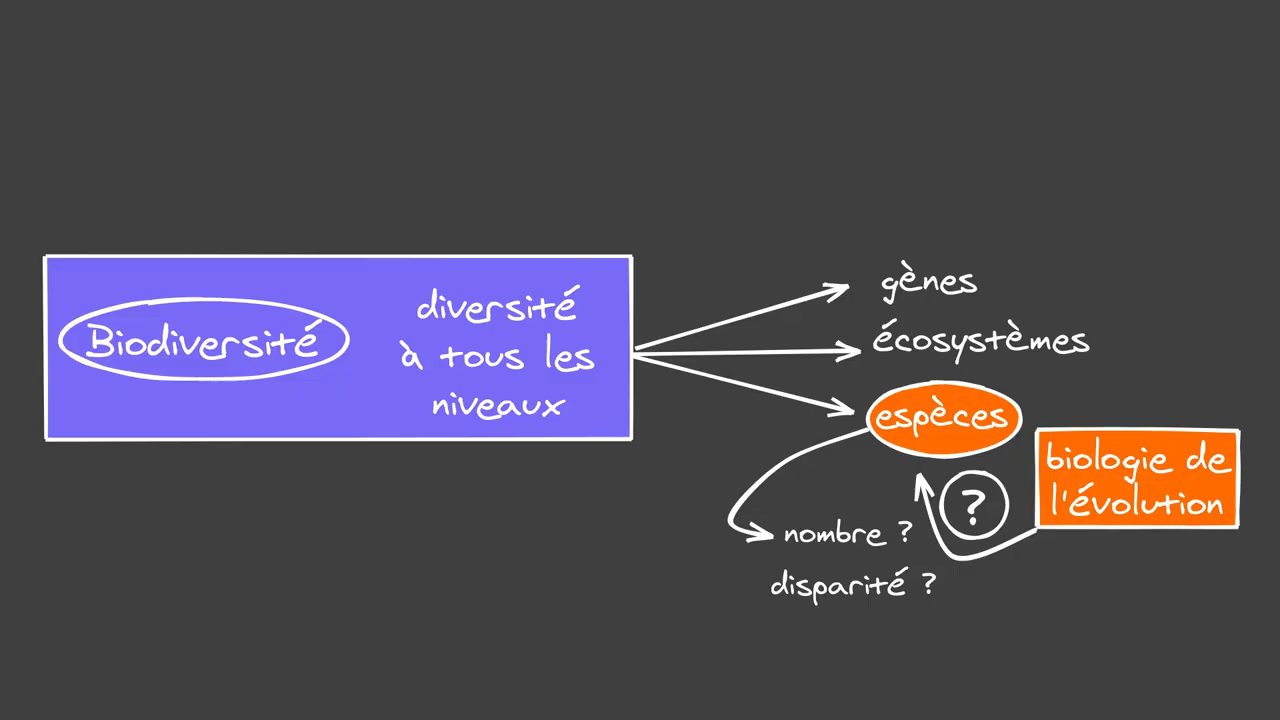 Biodiversité
diversité
à tous les
niveaux
gènes
écosystèmes
espèces
biologie de
l'évolution
?
nombre ?
disparité ?